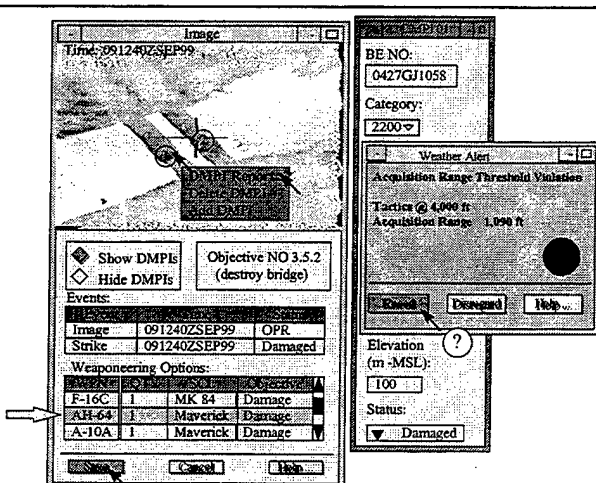 Image
Time: 091240ZSEP99
DMPI Report
Delete DMPI
Add DMPI
Show DMPIs
Hide DMPIs
Objective NO 3.5.2
(destroy bridge)
Events:
Image 091240ZSEP99 OPR
Strike 091240ZSEP99 Damaged
Weaponeering Options:
QTY Objective
F-16C 1 MK 84 Damage
AH-64 1 Maverick Damage
A-10A 1 Maverick Damage
Save Cancel Help...
BE NO:
0427GJ1058
Category:
2200
Weather Alert
Acquisition Range Threshold Violation
Tactics @ 4,000 ft
Acquisition Range 1,090 ft
Disregard Help...
?
Elevation
(m -MSL):
100
Status:
Damaged